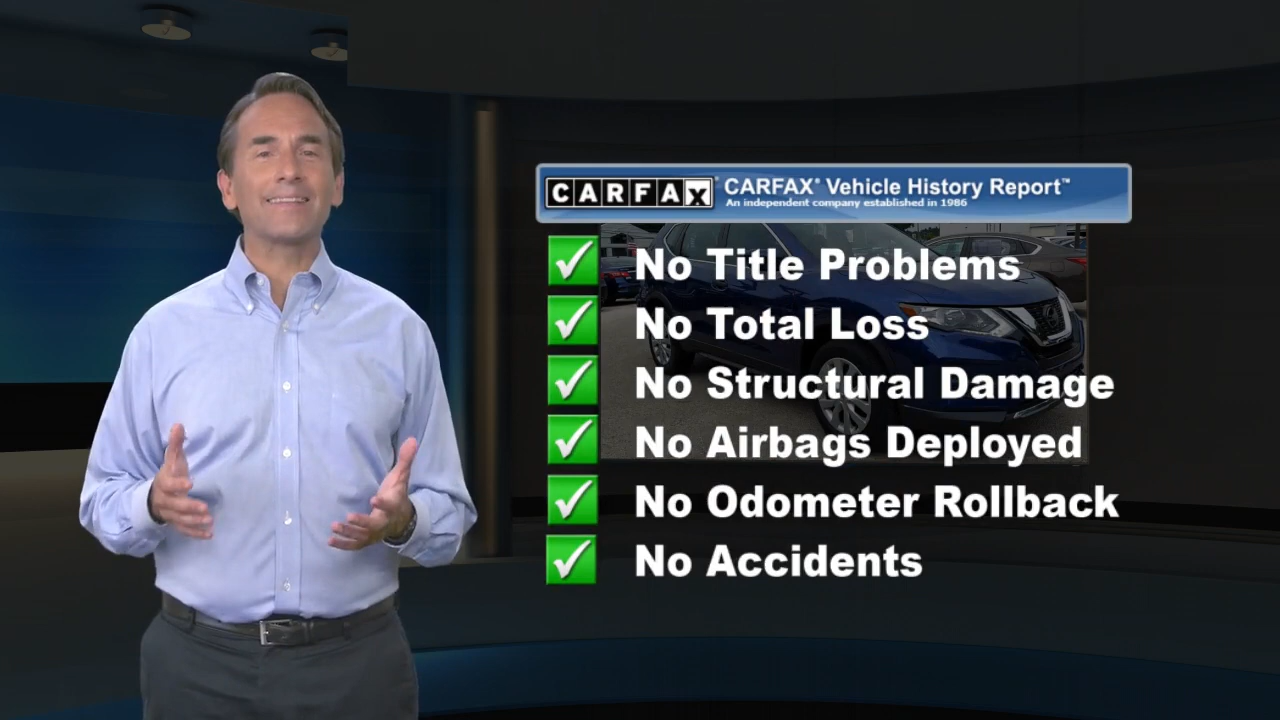 CARFAX® CARFAX® Vehicle History Report™
An independent company established in 1986
No Title Problems
No Total Loss
No Structural Damage
No Airbags Deployed
No Odometer Rollback
No Accidents